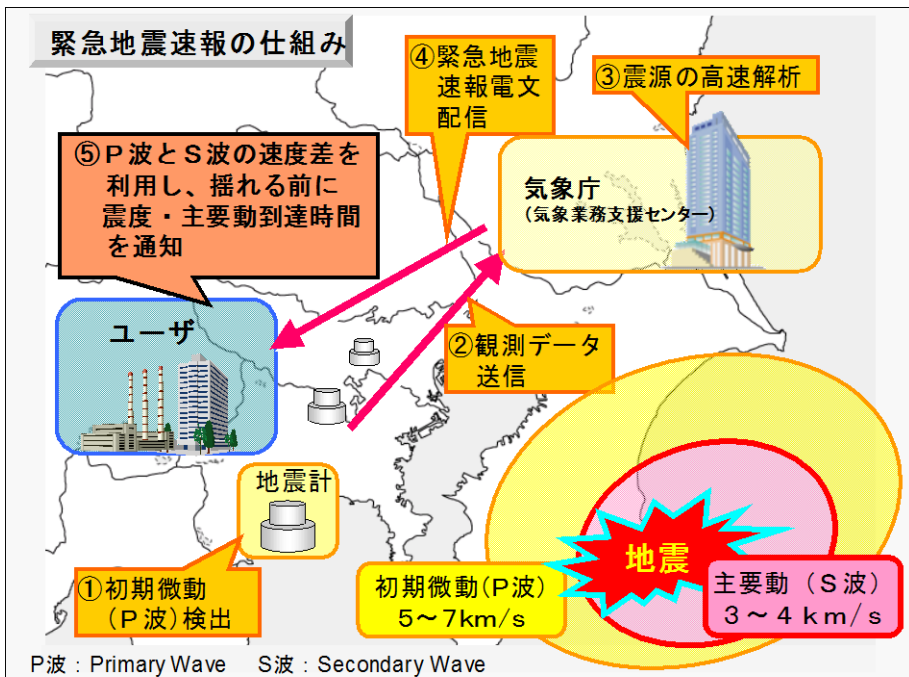 緊急地震速報の仕組み
④緊急地震
速報電文
配信
③震源の高速解析
⑤P波とS波の速度差を
利用し、揺れる前に
震度・主要動到達時間
を通知
気象庁
(気象業務支援センター)
ユーザ
②観測データ
送信
地震計
①初期微動
(P波)検出
地震
初期微動(P波)
5~7km/s
主要動(S波)
3~4km/s
P波:Primary Wave S波:Secondary Wave